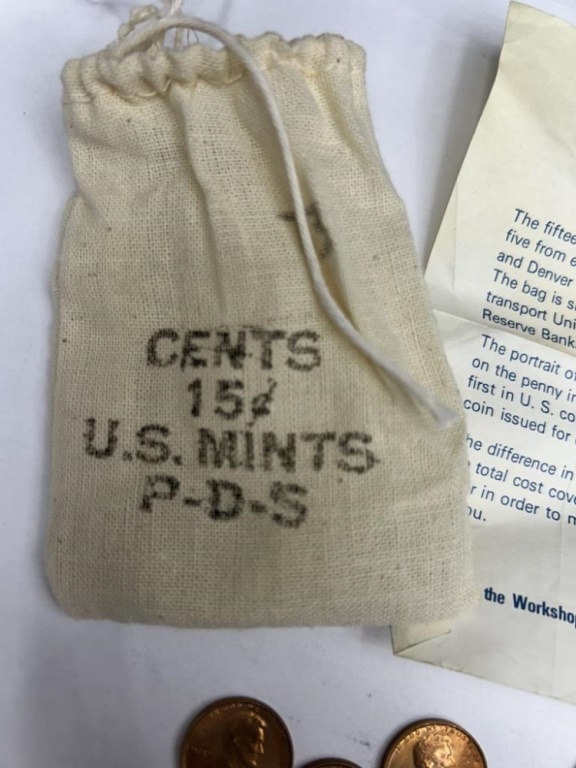 CENTS
15¢
U.S. MINTS
P-D-S
The fiftee
five from e
and Denver
The bag is s
transport Uni
Reserve Bank.
The portrait of
on the penny in
first in U. S. co
coin issued for
he difference in
total cost cove
r in order to m
ou.
the Workshop